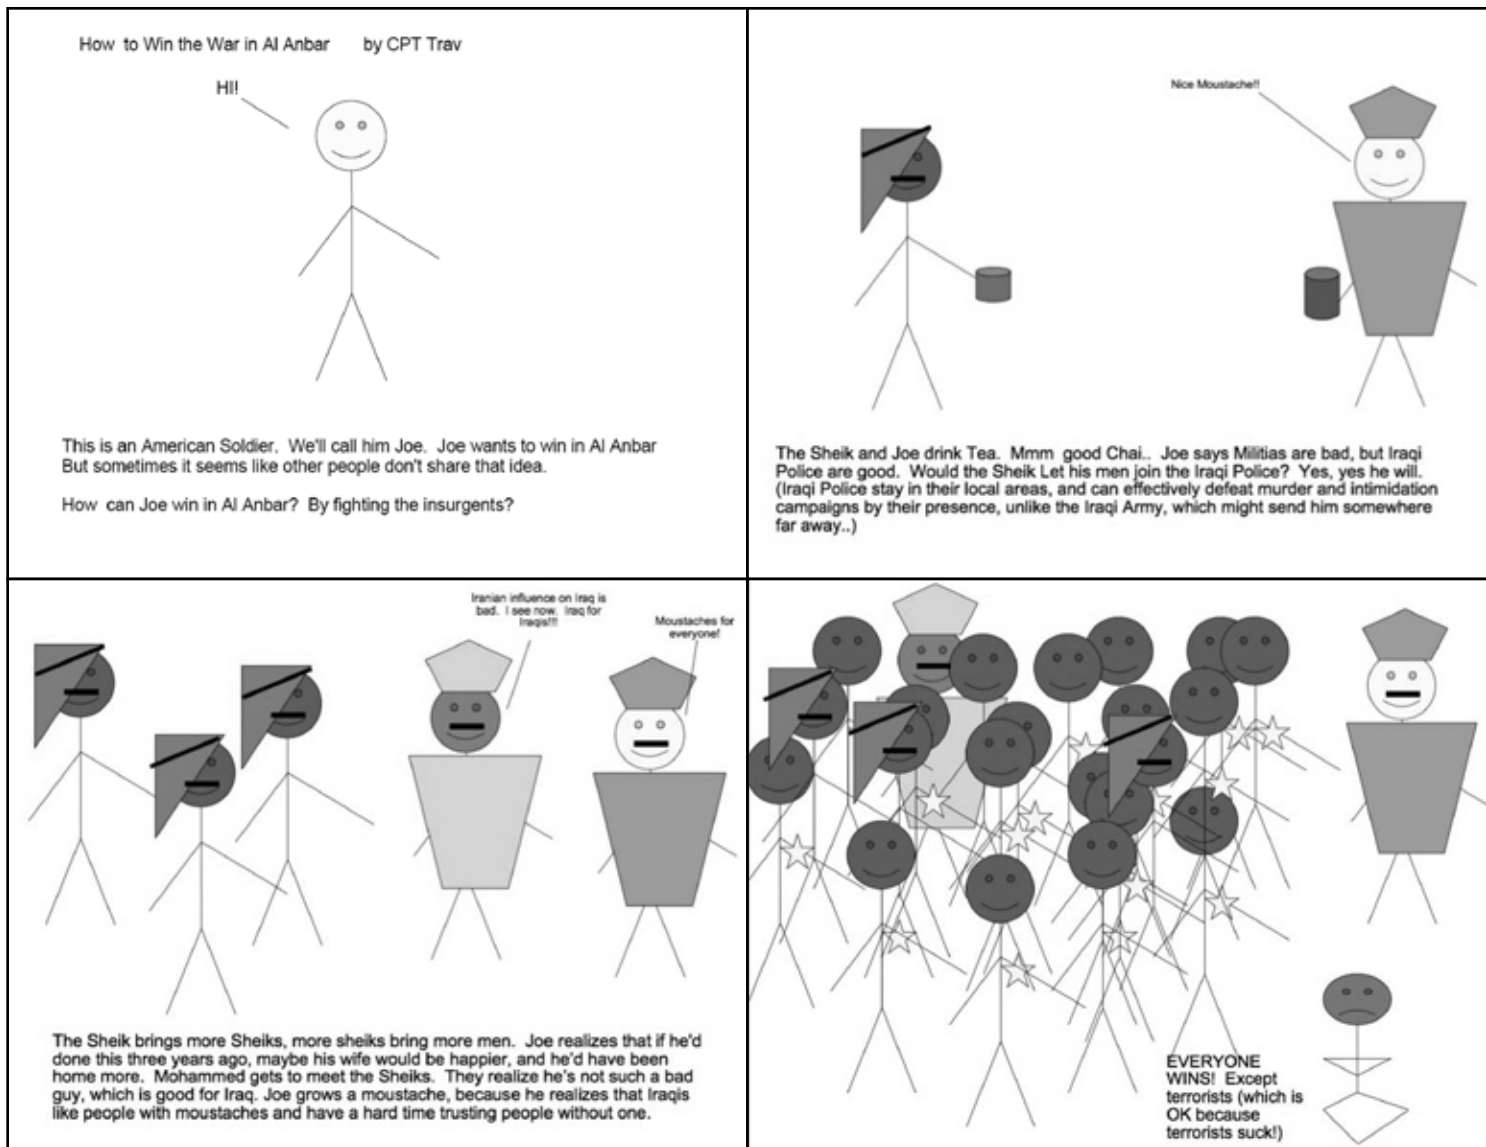 How to Win the War in Al Anbar by CPT Trav
HI!
This is an American Soldier. We'll call him Joe. Joe wants to win in Al Anbar
But sometimes it seems like other people don't share that idea.
How can Joe win in Al Anbar? By fighting the insurgents?
Nice Moustache!!
The Sheik and Joe drink Tea. Mmm good Chai.. Joe says Militias are bad, but Iraqi
Police are good. Would the Sheik Let his men join the Iraqi Police? Yes, yes he will.
(Iraqi Police stay in their local areas, and can effectively defeat murder and intimidation
campaigns by their presence, unlike the Iraqi Army, which might send him somewhere
far away..)
Iranian influence on Iraq is
bad. I see now. Iraq for
Iraqis!!!
Moustaches for
everyone!
The Sheik brings more Sheiks, more sheiks bring more men. Joe realizes that if he'd
done this three years ago, maybe his wife would be happier, and he'd have been
home more. Mohammed gets to meet the Sheiks. They realize he's not such a bad
guy, which is good for Iraq. Joe grows a moustache, because he realizes that Iraqis
like people with moustaches and have a hard time trusting people without one.
EVERYONE
WINS! Except
terrorists (which is
OK because
terrorists suck!)